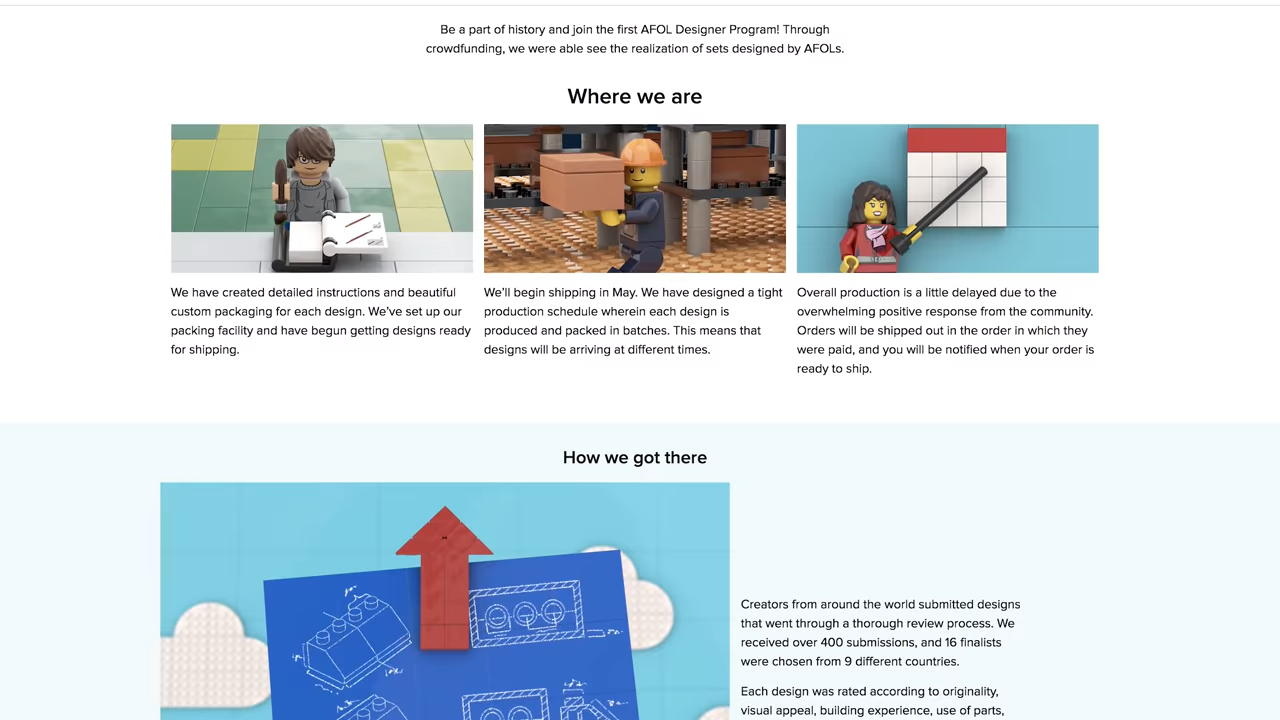 Be a part of history and join the first AFOL Designer Program! Through
crowdfunding, we were able see the realization of sets designed by AFOLs.
Where we are
We have created detailed instructions and beautiful
custom packaging for each design. We've set up our
packing facility and have begun getting designs ready
for shipping.
We'll begin shipping in May. We have designed a tight
production schedule wherein each design is
produced and packed in batches. This means that
designs will be arriving at different times.
Overall production is a little delayed due to the
overwhelming positive response from the community.
Orders will be shipped out in the order in which they
were paid, and you will be notified when your order is
ready to ship.
How we got there
Creators from around the world submitted designs
that went through a thorough review process. We
received over 400 submissions, and 16 finalists
were chosen from 9 different countries.
Each design was rated according to originality,
visual appeal, building experience, use of parts,